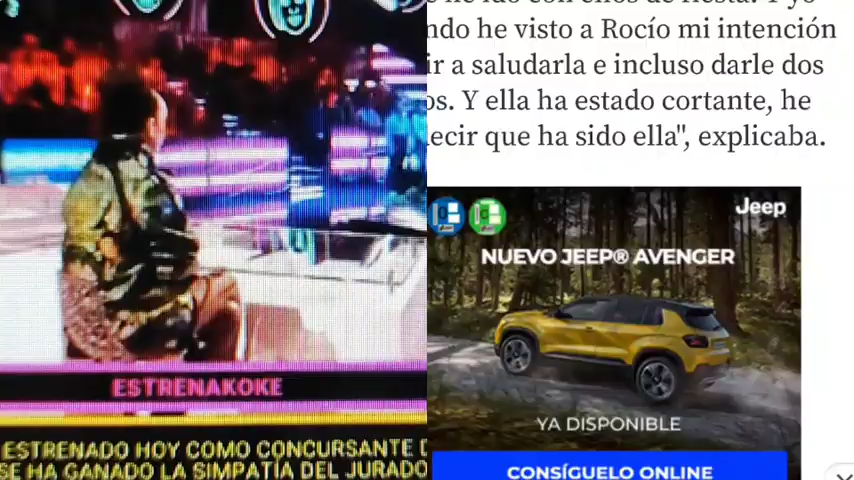 ESTRENAKOKE
ESTRENADO HOY COMO CONCURSANTE
SE HA GANADO LA SIMPATÍA DEL JURADO
ndo he visto a Rocío mi intención
ir a saludarla e incluso darle dos
os. Y ella ha estado cortante, he
ecir que ha sido ella", explicaba.
Jeep
NUEVO JEEP® AVENGER
YA DISPONIBLE
CONSÍGUELO ONLINE